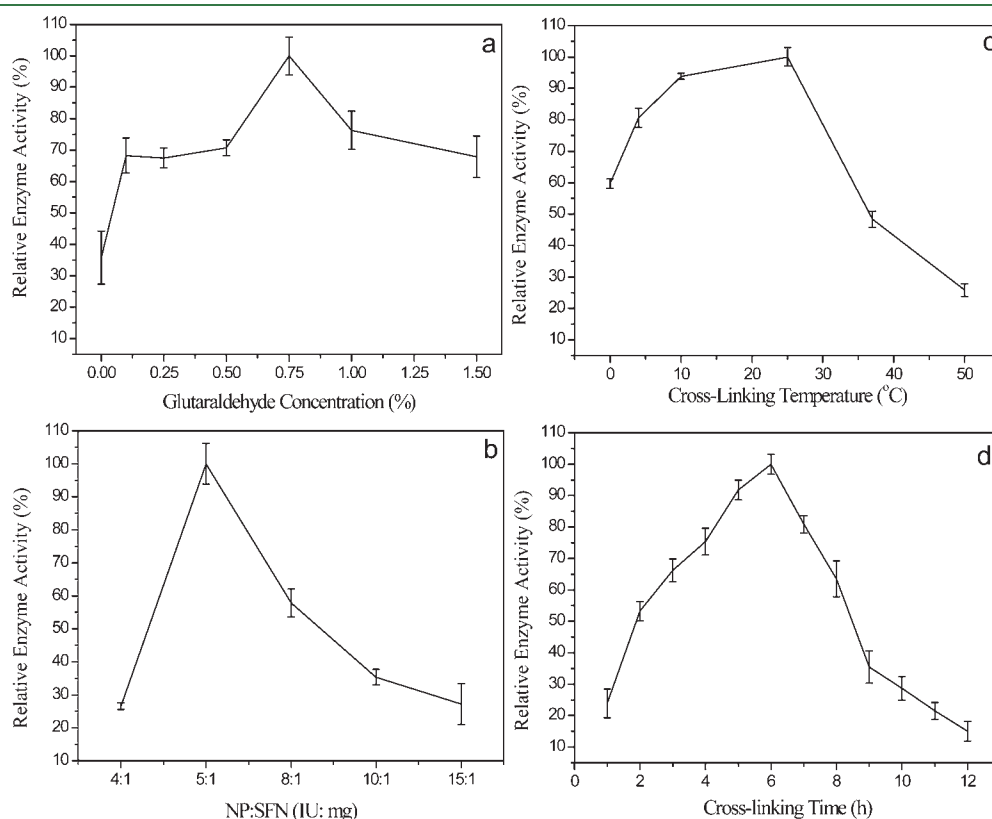 a
Relative Enzyme Activity (%)
110
100
90
80
70
60
50
40
30
20
10
0.00 0.25 0.50 0.75 1.00 1.25 1.50
Glutaraldehyde Concentration (%)
c
Relative Enzyme Activity (%)
110
100
90
80
70
60
50
40
30
20
10
0 10 20 30 40 50
Cross-Linking Temperature (°C)
b
Relative Enzyme Activity (%)
110
100
90
80
70
60
50
40
30
20
10
4:1 5:1 8:1 10:1 15:1
NP:SFN (IU: mg)
d
Relative Enzyme Activity (%)
110
100
90
80
70
60
50
40
30
20
10
0 2 4 6 8 10 12
Cross-linking Time (h)